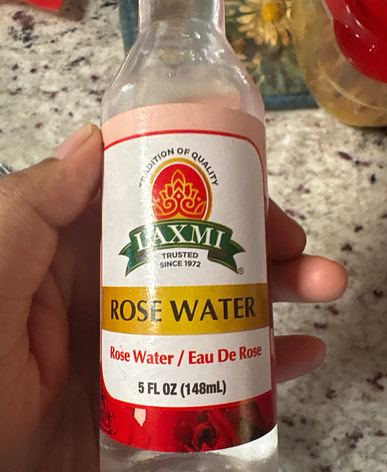 TRADITION OF QUALITY
LAXMI
®
TRUSTED
SINCE 1972
ROSE WATER
Rose Water / Eau De Rose
5 FL OZ (148mL)